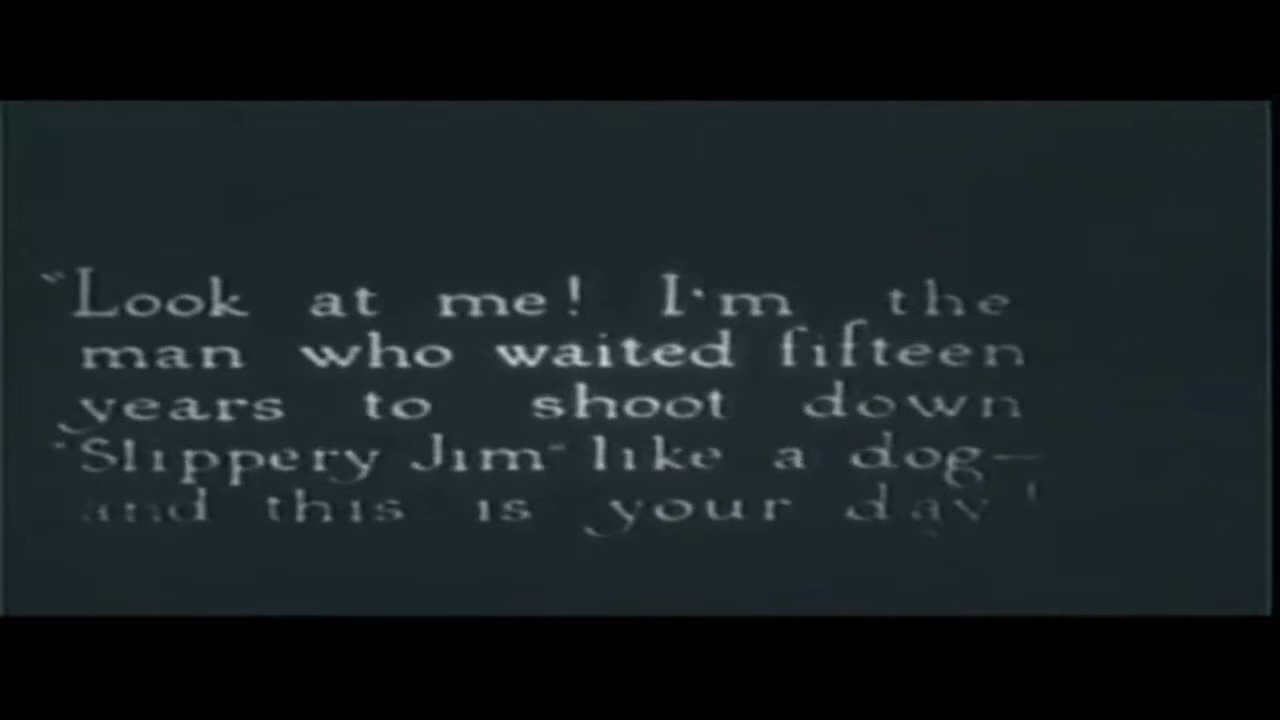 "Look at me! I'm the
man who waited fifteen
years to shoot down
"Slippery Jim" like a dog—
and this is your day!